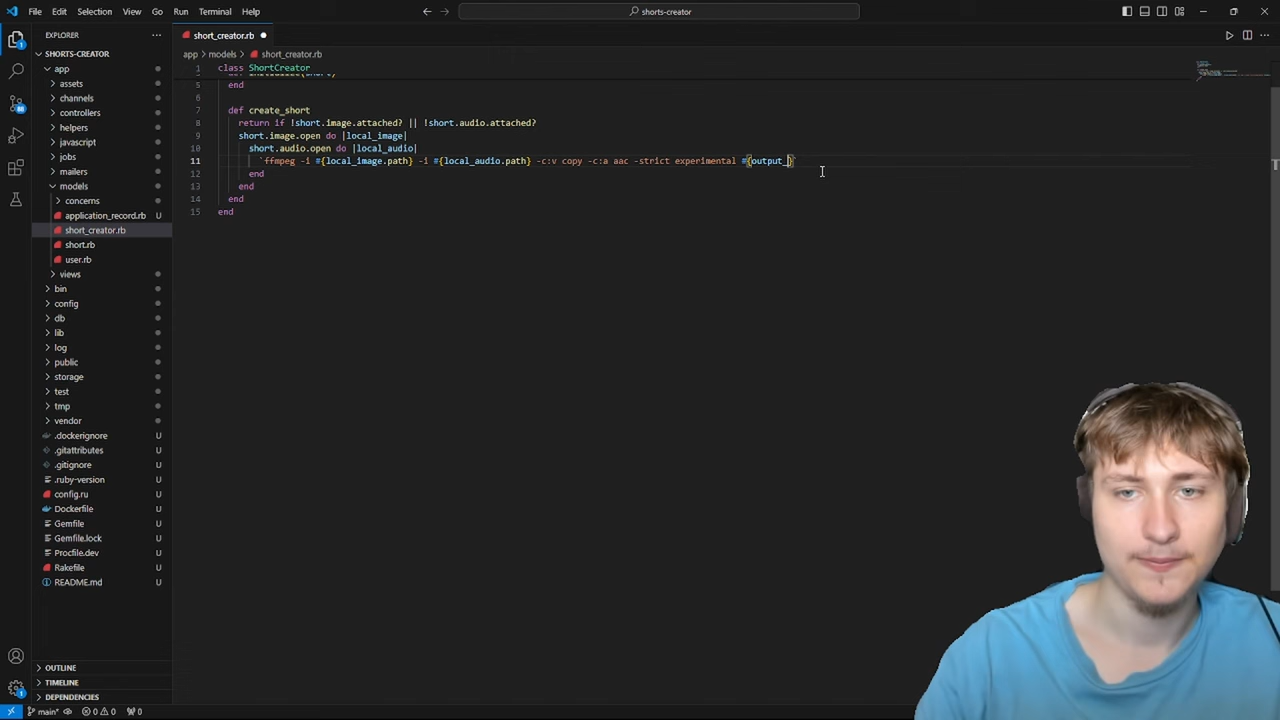 File Edit Selection View Go Run Terminal Help
shorts-creator
EXPLORER
SHORTS-CREATOR
app
assets
channels
controllers
helpers
javascript
jobs
mailers
models
concerns
application_record.rb U
short_creator.rb
short.rb
user.rb
views
bin
config
db
lib
log
public
storage
test
tmp
vendor
.dockerignore U
.gitattributes U
.gitignore U
.ruby-version U
config.ru U
Dockerfile U
Gemfile U
Gemfile.lock U
Procfile.dev U
Rakefile U
README.md U
OUTLINE
TIMELINE
DEPENDENCIES
main* 0 0 0
short_creator.rb
app > models > short_creator.rb
1 class ShortCreator
5 end
6
7 def create_short
8 return if !short.image.attached? || !short.audio.attached?
9 short.image.open do |local_image|
10 short.audio.open do |local_audio|
11 `ffmpeg -i #{local_image.path} -i #{local_audio.path} -c:v copy -c:a aac -strict experimental #{output_}`
12 end
13 end
14 end
15 end